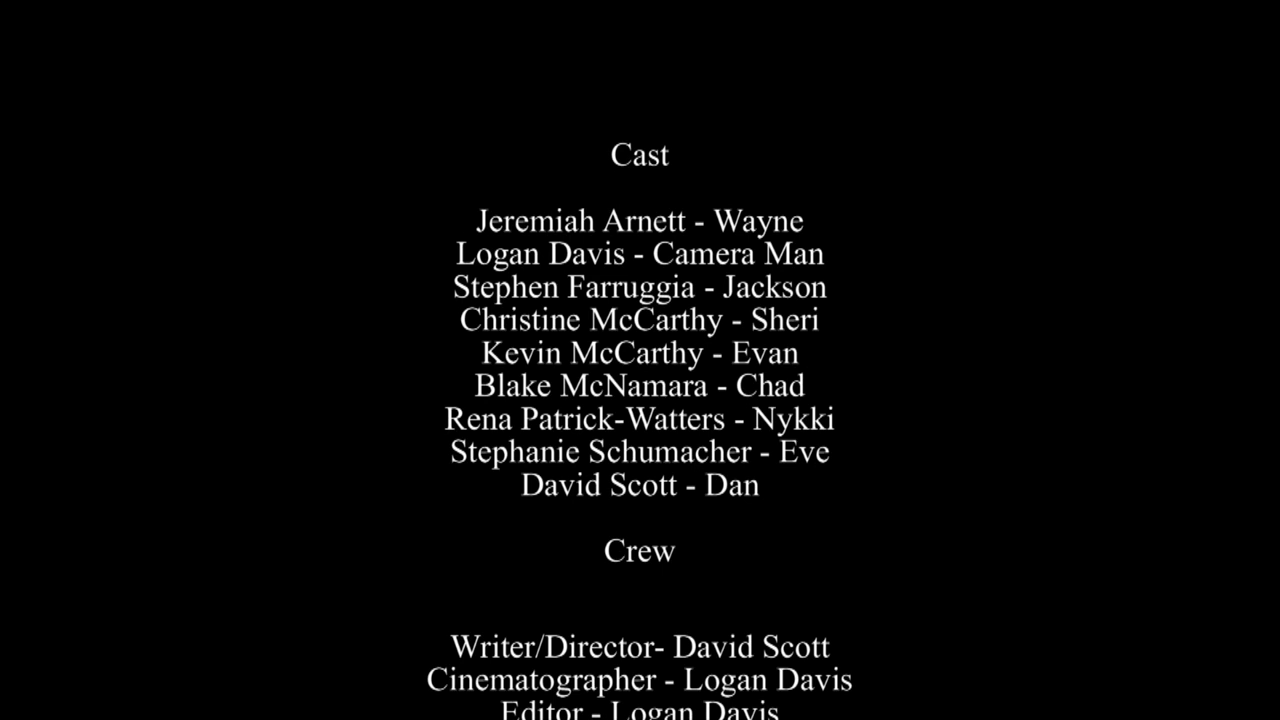 Cast
Jeremiah Arnett - Wayne
Logan Davis - Camera Man
Stephen Farruggia - Jackson
Christine McCarthy - Sheri
Kevin McCarthy - Evan
Blake McNamara - Chad
Rena Patrick-Watters - Nykki
Stephanie Schumacher - Eve
David Scott - Dan
Crew
Writer/Director- David Scott
Cinematographer - Logan Davis
Editor - Logan Davis